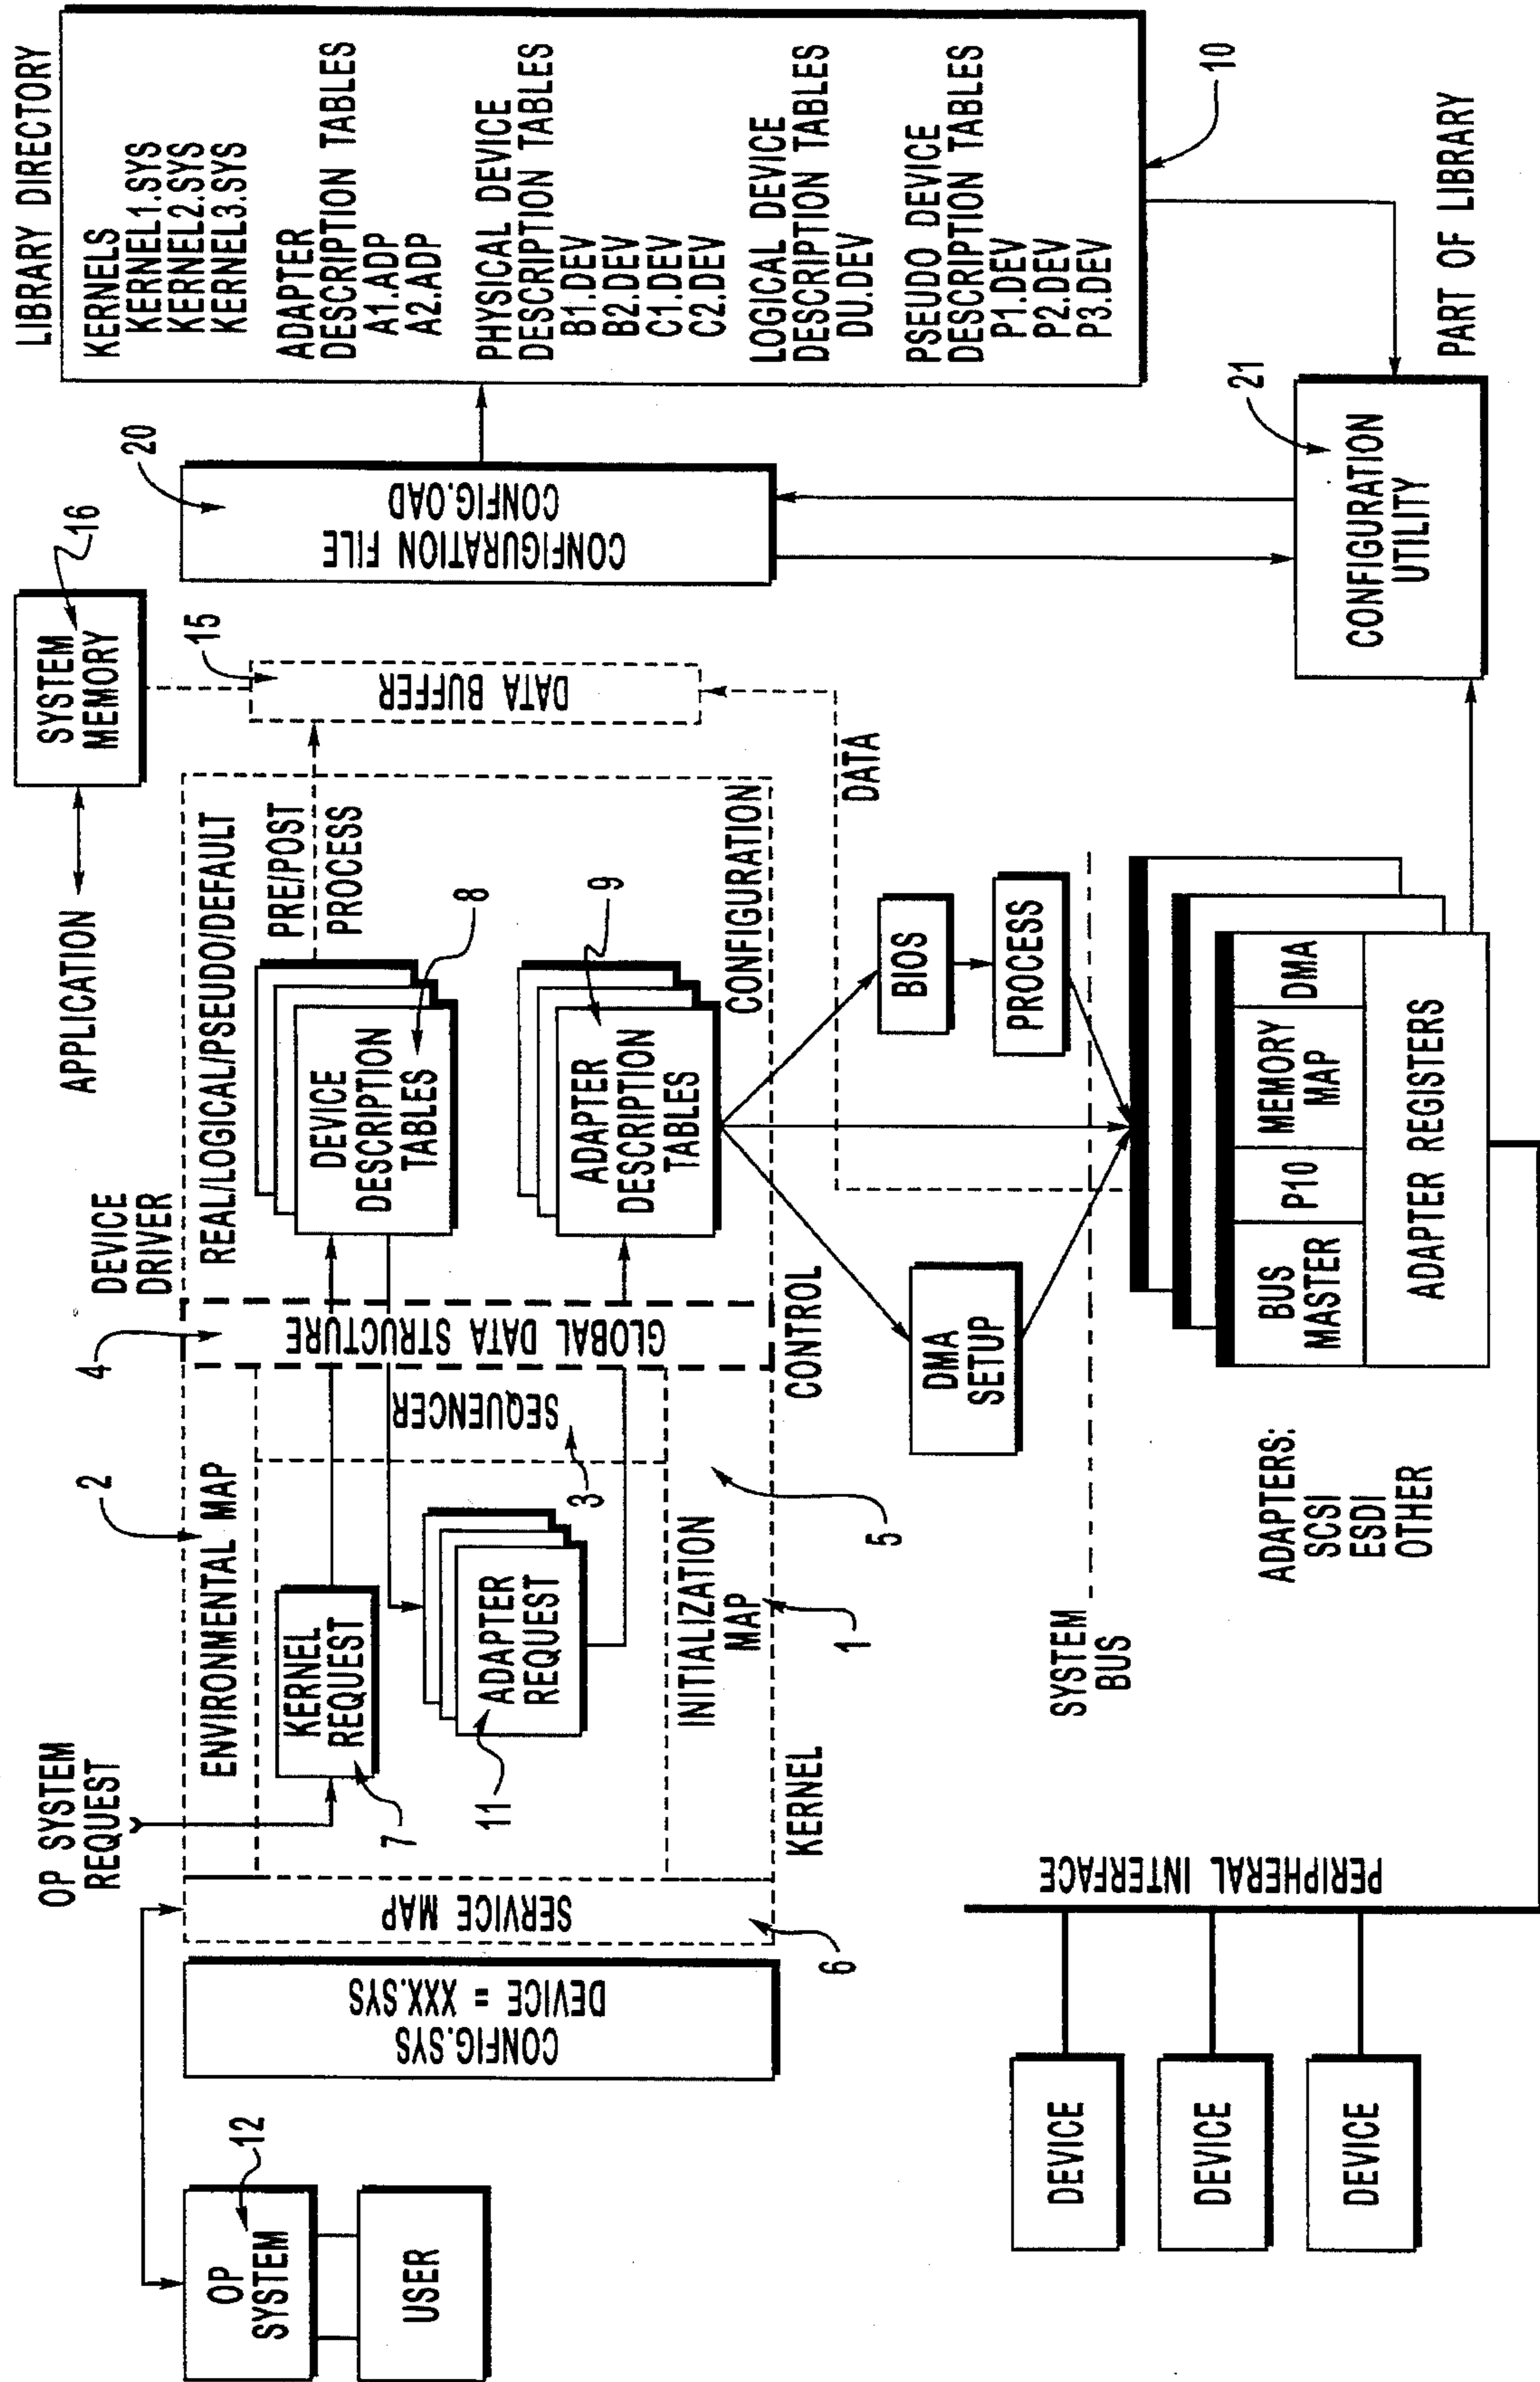 OP
SYSTEM
12
USER
CONFIG.SYS
DEVICE = XXX.SYS
SERVICE MAP
6
OP SYSTEM
REQUEST
ENVIRONMENTAL MAP
2
KERNEL
REQUEST
7
ADAPTER
REQUEST
11
SEQUENCER
3
INITIALIZATION
MAP
1
5
KERNEL
CONTROL
4
GLOBAL DATA STRUCTURE
DEVICE
DRIVER
REAL/LOGICAL/PSEUDO/DEFAULT
DEVICE
DESCRIPTION
TABLES
8
PRE/POST
PROCESS
ADAPTER
DESCRIPTION
TABLES
9
CONFIGURATION
APPLICATION
SYSTEM
MEMORY
16
DATA BUFFER
15
DATA
CONFIGURATION FILE
CONFIG.OAD
20
LIBRARY DIRECTORY
KERNELS
KERNEL1.SYS
KERNEL2.SYS
KERNEL3.SYS
ADAPTER
DESCRIPTION TABLES
A1.ADP
A2.ADP
PHYSICAL DEVICE
DESCRIPTION TABLES
B1.DEV
B2.DEV
C1.DEV
C2.DEV
LOGICAL DEVICE
DESCRIPTION TABLES
DU.DEV
PSEUDO DEVICE
DESCRIPTION TABLES
P1.DEV
P2.DEV
P3.DEV
10
CONFIGURATION
UTILITY
21
PART OF LIBRARY
DMA
SETUP
BIOS
PROCESS
SYSTEM
BUS
BUS
MASTER
P10
MEMORY
MAP
DMA
ADAPTER REGISTERS
ADAPTERS:
SCSI
ESDI
OTHER
PERIPHERAL INTERFACE
DEVICE
DEVICE
DEVICE